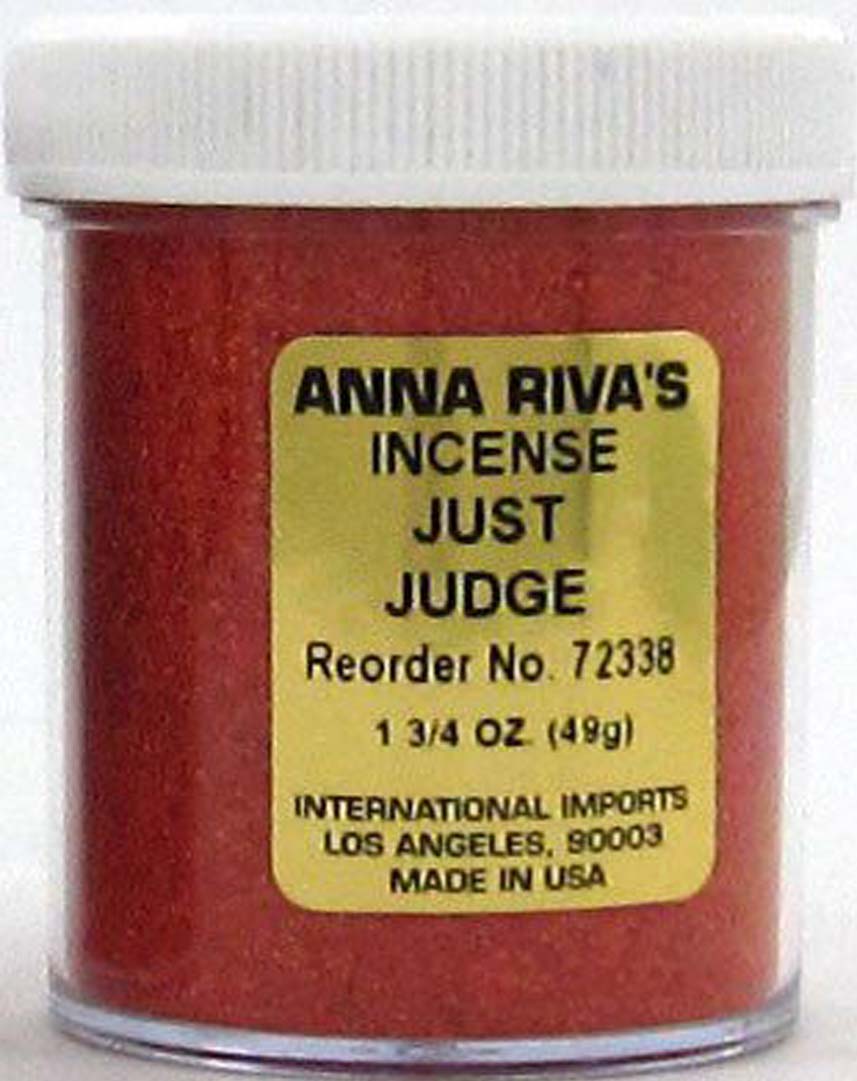 ANNA RIVA'S
INCENSE
JUST
JUDGE
Reorder No. 72338
1 3/4 OZ. (49g)
INTERNATIONAL IMPORTS
LOS ANGELES, 90003
MADE IN USA